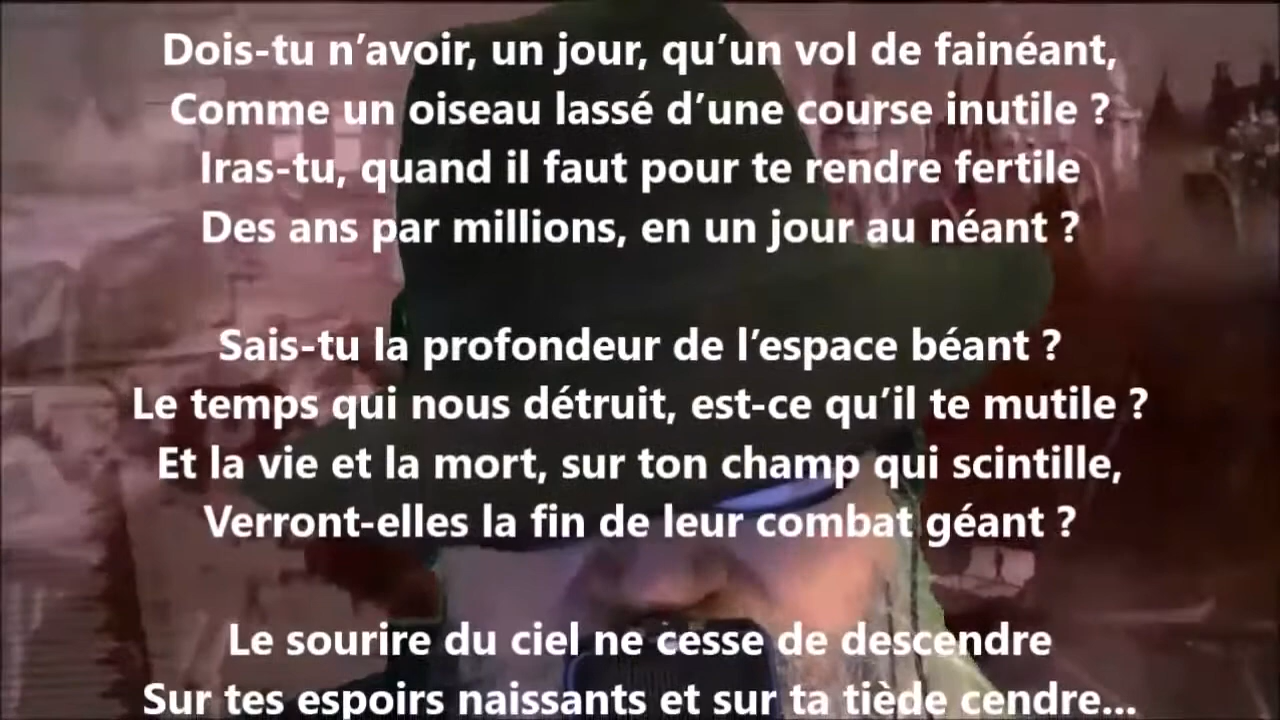 Dois-tu n’avoir, un jour, qu’un vol de fainéant,
Comme un oiseau lassé d’une course inutile ?
Iras-tu, quand il faut pour te rendre fertile
Des ans par millions, en un jour au néant ?
Sais-tu la profondeur de l’espace béant ?
Le temps qui nous détruit, est-ce qu’il te mutile ?
Et la vie et la mort, sur ton champ qui scintille,
Verront-elles la fin de leur combat géant ?
Le sourire du ciel ne cesse de descendre
Sur tes espoirs naissants et sur ta tiède cendre...